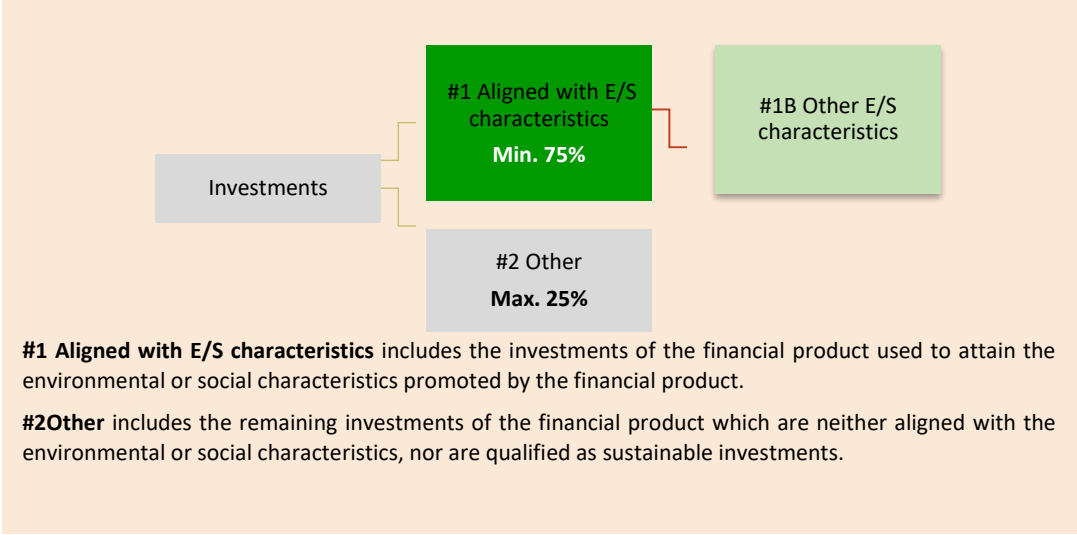 #1 Aligned with E/S
characteristics
Min. 75%
#1B Other E/S
characteristics
Investments
#2 Other
Max. 25%
#1 Aligned with E/S characteristics includes the investments of the financial product used to attain the
environmental or social characteristics promoted by the financial product.
#2Other includes the remaining investments of the financial product which are neither aligned with the
environmental or social characteristics, nor are qualified as sustainable investments.